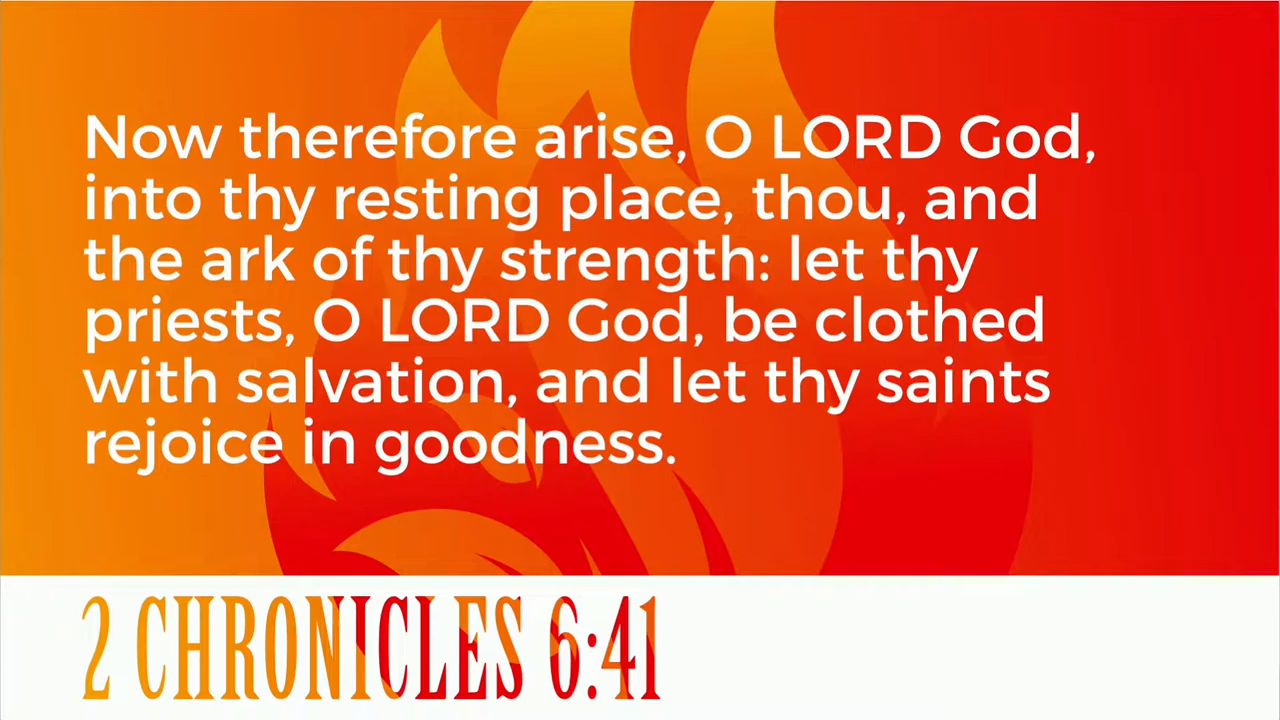 Now therefore arise, O LORD God,
into thy resting place, thou, and
the ark of thy strength: let thy
priests, O LORD God, be clothed
with salvation, and let thy saints
rejoice in goodness.
2 CHRONICLES 6:41